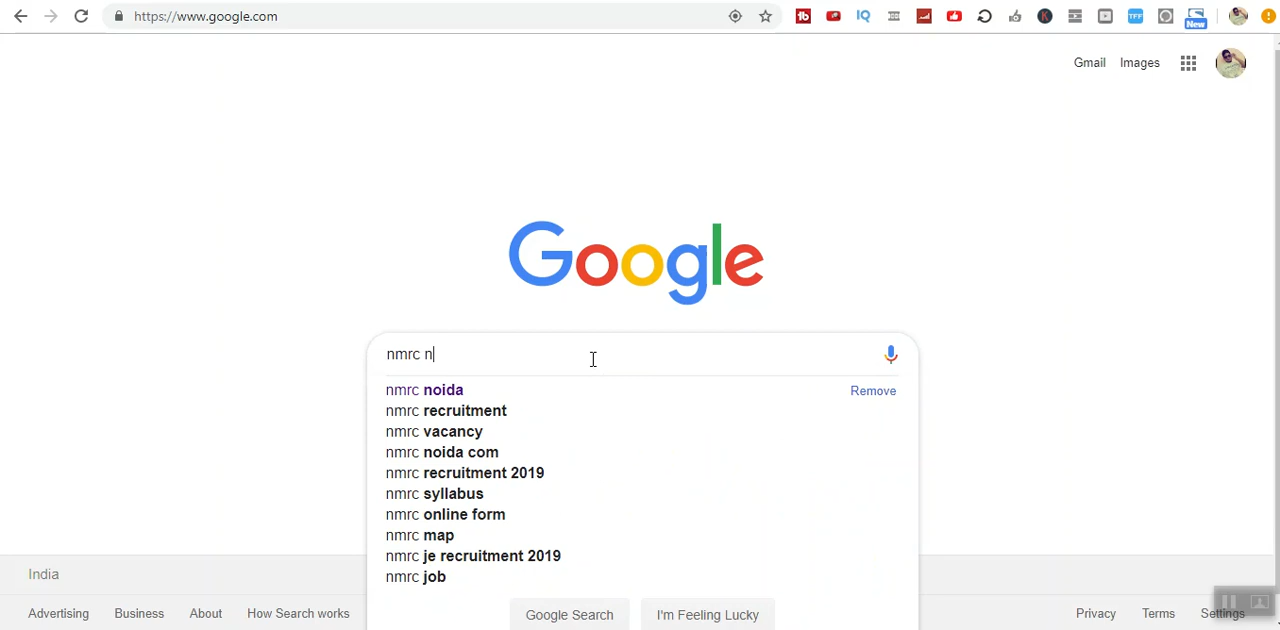 https://www.google.com
New
Gmail Images
Google
nmrc n
nmrc noida Remove
nmrc recruitment
nmrc vacancy
nmrc noida com
nmrc recruitment 2019
nmrc syllabus
nmrc online form
nmrc map
nmrc je recruitment 2019
nmrc job
India
Google Search I'm Feeling Lucky
Advertising Business About How Search works Privacy Terms Settings